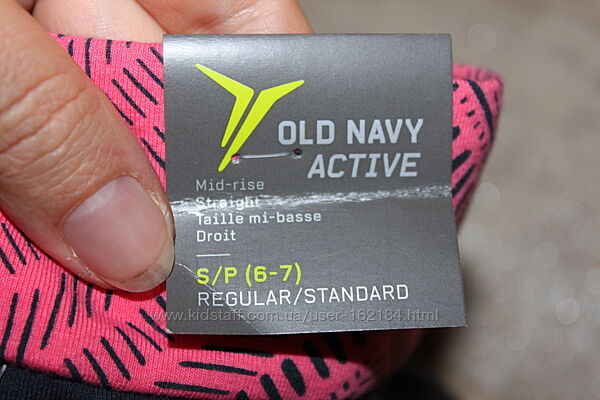 OLD NAVY
ACTIVE
Mid-rise
Straight
Taille mi-basse
Droit
S/P (6-7)
REGULAR/STANDARD
www.kidstaff.com.ua/user-162184.html